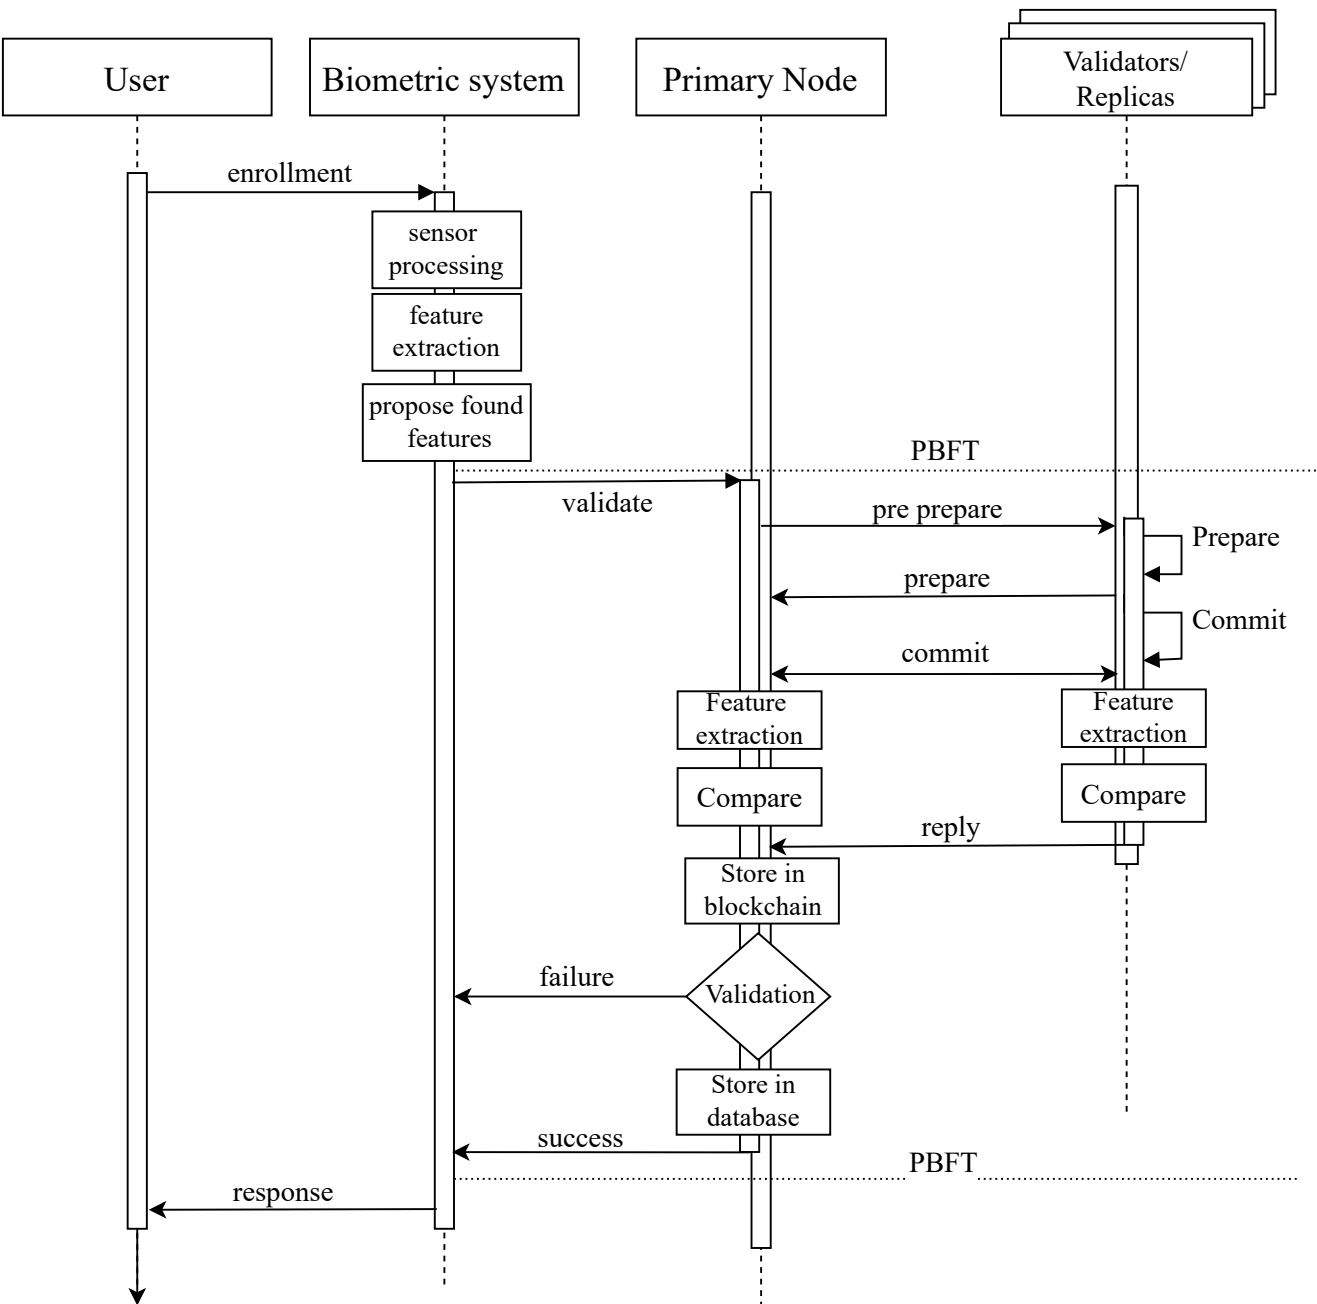 User
Biometric system
Primary Node
Validators/
Replicas
enrollment
sensor
processing
feature
extraction
propose found
features
PBFT
validate
pre prepare
Prepare
prepare
Commit
commit
Feature
extraction
Feature
extraction
Compare
Compare
reply
Store in
blockchain
failure
Validation
Store in
database
success
PBFT
response